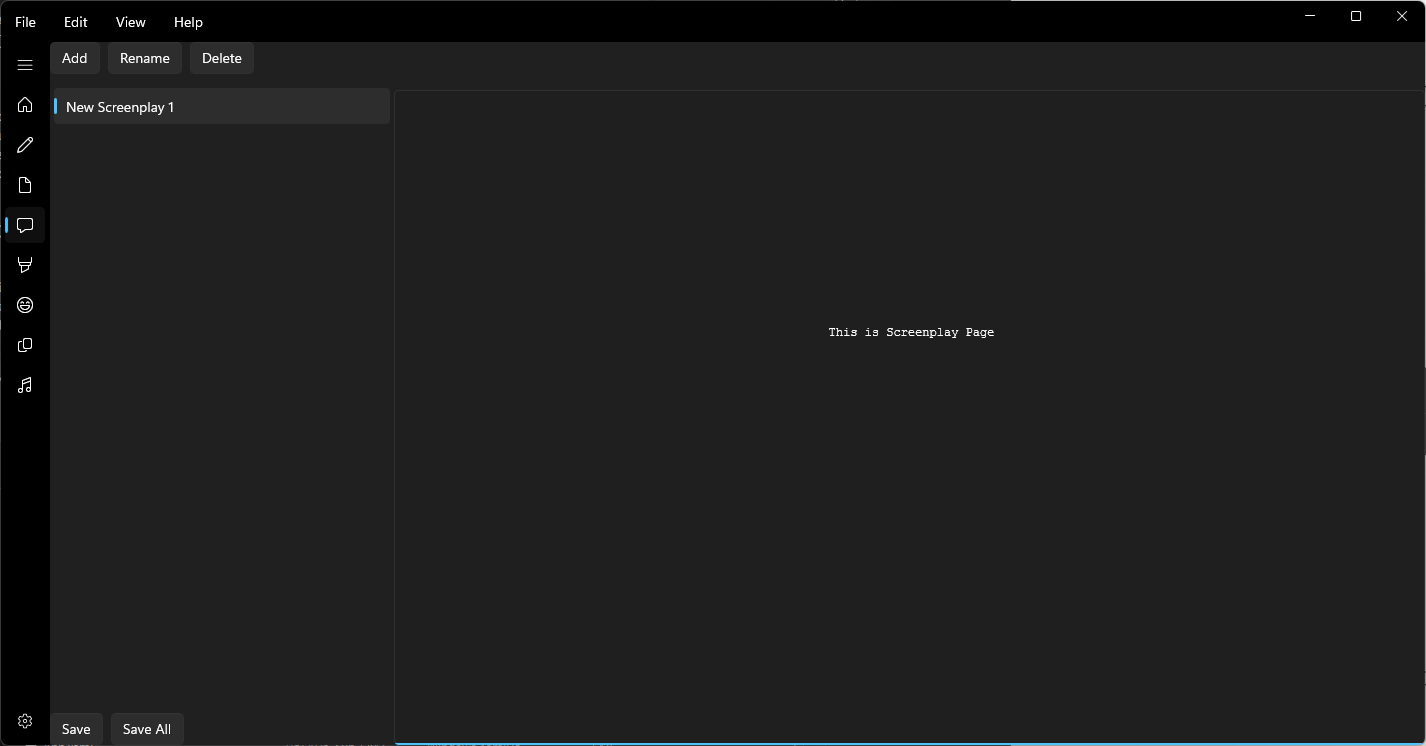 File Edit View Help
Add Rename Delete
New Screenplay 1
This is Screenplay Page
Save Save All